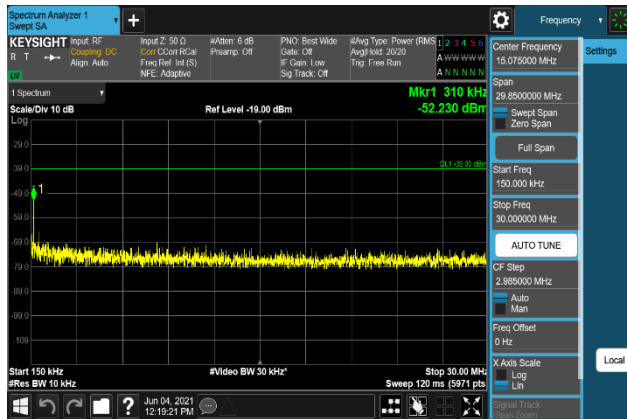 Spectrum Analyzer 1
Swept SA
+
Frequency
KEYSIGHT
Input: RF
Coupling: DC
Align: Auto
Input Z: 50 Ω
Corr CCorr RCal
Freq Ref: Int (S)
NFE: Adaptive
#Atten: 6 dB
Preamp: Off
PNO: Best Wide
Gate: Off
IF Gain: Low
Sig Track: Off
#Avg Type: Power (RMS
Avg|Hold: 20/20
Trig: Free Run
1 2 3 4 5 6
A W W W W W
A N N N N N
R T
LW
1 Spectrum
Scale/Div 10 dB
Log
Ref Level -19.00 dBm
Mkr1 310 kHz
-52.230 dBm
DL1 -39.00 dBm
1
-29.0
-39.0
-49.0
-59.0
-69.0
-79.0
-89.0
-99.0
-109
Start 150 kHz
#Res BW 10 kHz
#Video BW 30 kHz*
Stop 30.00 MHz
Sweep 120 ms (5971 pts
Jun 04, 2021
12:19:21 PM
?
Center Frequency
15.075000 MHz
Span
29.8500000 MHz
Swept Span
Zero Span
Full Span
Start Freq
150.000 kHz
Stop Freq
30.000000 MHz
AUTO TUNE
CF Step
2.985000 MHz
Auto
Man
Freq Offset
0 Hz
X Axis Scale
Log
Lin
Signal Track
(Span Zoom)
Settings
Local